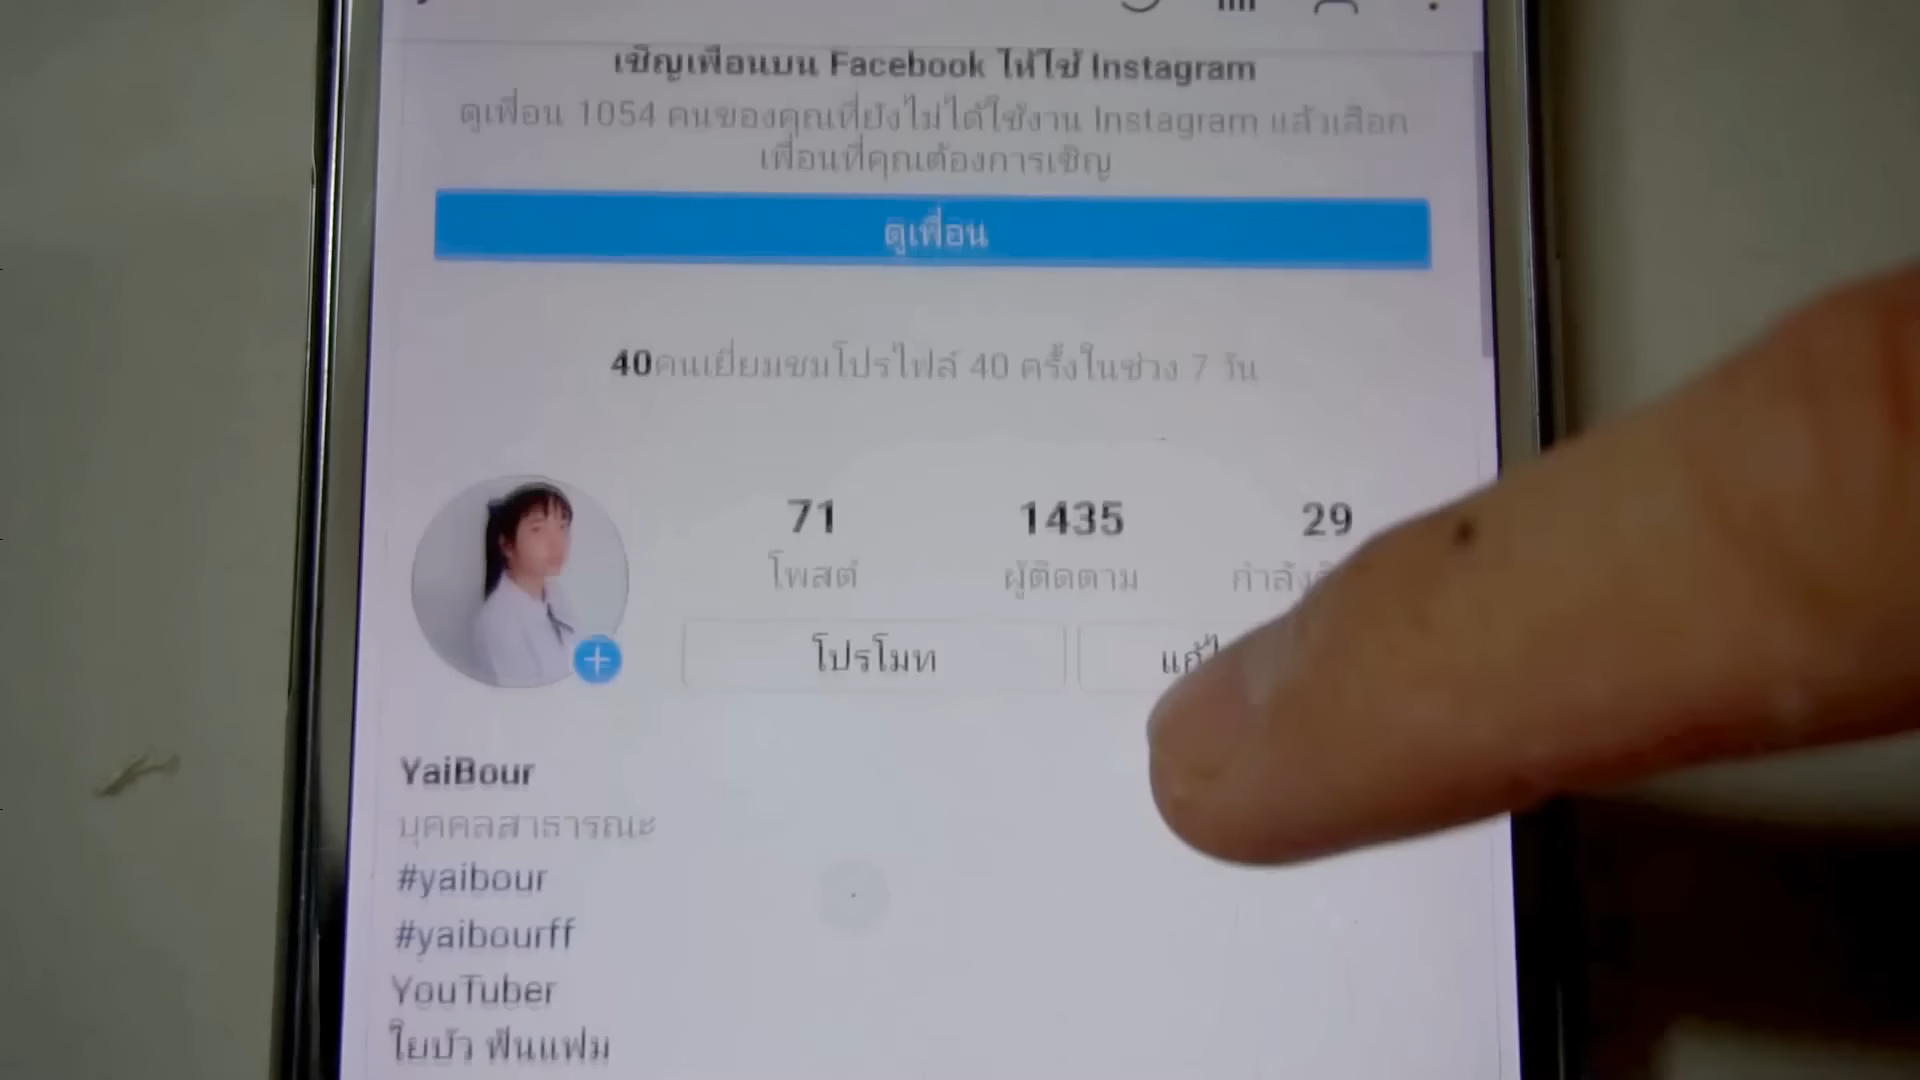 เชิญเพื่อนบน Facebook ให้ใช้ Instagram
ดูเพื่อน 1054 คนของคุณที่ยังไม่ได้ใช้งาน Instagram แล้วเลือก
เพื่อนที่คุณต้องการเชิญ
ดูเพื่อน
40คนเยี่ยมชมโปรไฟล์ 40 ครั้งในช่วง 7 วัน
71 1435 29
โพสต์ ผู้ติดตาม กำลัง
โปรโมท แก้ไ
YaiBour
บุคคลสาธารณะ
#yaibour
#yaibourff
YouTuber
ใยบัว ฟันแฟม